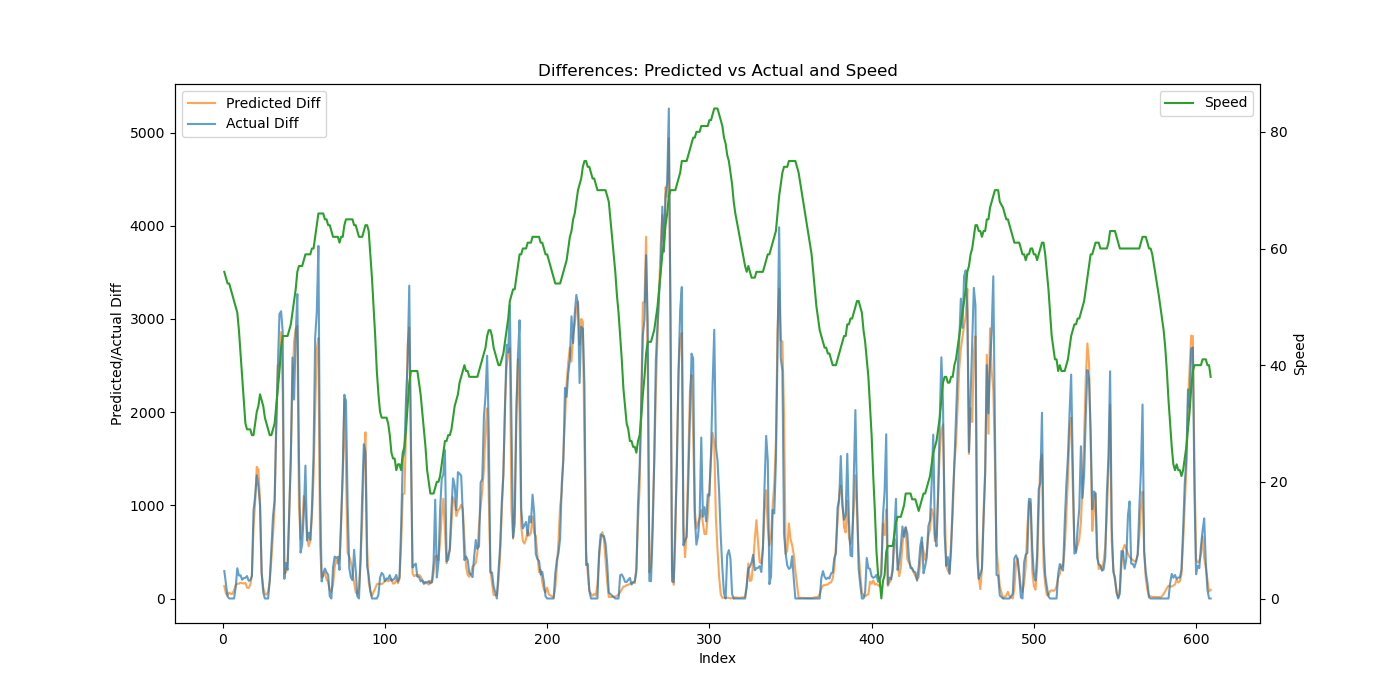 Differences: Predicted vs Actual and Speed
Predicted Diff
Actual Diff
Speed
5000
4000
3000
2000
1000
0
Predicted/Actual Diff
80
60
40
20
0
Speed
0 100 200 300 400 500 600
Index